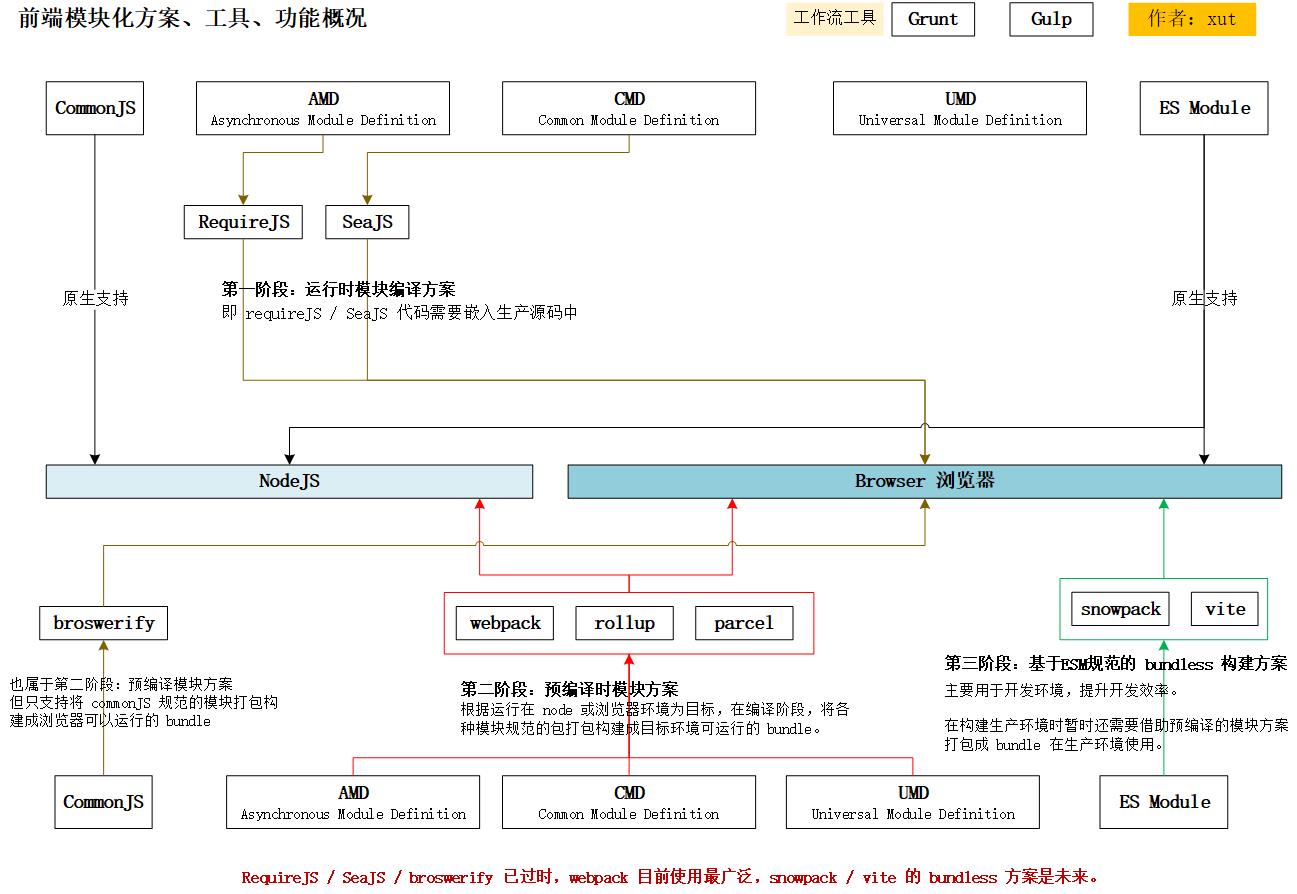 前端模块化方案、工具、功能概况
工作流工具
Grunt
Gulp
作者：xut
CommonJS
AMD
Asynchronous Module Definition
CMD
Common Module Definition
UMD
Universal Module Definition
ES Module
RequireJS
SeaJS
第一阶段：运行时模块编译方案
即 requireJS / SeaJS 代码需要嵌入生产源码中
原生支持
原生支持
NodeJS
Browser 浏览器
broswerify
webpack
rollup
parcel
snowpack
vite
也属于第二阶段：预编译模块方案
但只支持将 commonJS 规范的模块打包构
建成浏览器可以运行的 bundle
第二阶段：预编译时模块方案
根据运行在 node 或浏览器环境为目标，在编译阶段，将各
种模块规范的包打包构建成目标环境可运行的 bundle。
第三阶段：基于ESM规范的 bundless 构建方案
主要用于开发环境，提升开发效率。
在构建生产环境时暂时还需要借助预编译的模块方案
打包成 bundle 在生产环境使用。
CommonJS
AMD
Asynchronous Module Definition
CMD
Common Module Definition
UMD
Universal Module Definition
ES Module
RequireJS / SeaJS / broswerify 已过时，webpack 目前使用最广泛，snowpack / vite 的 bundless 方案是未来。